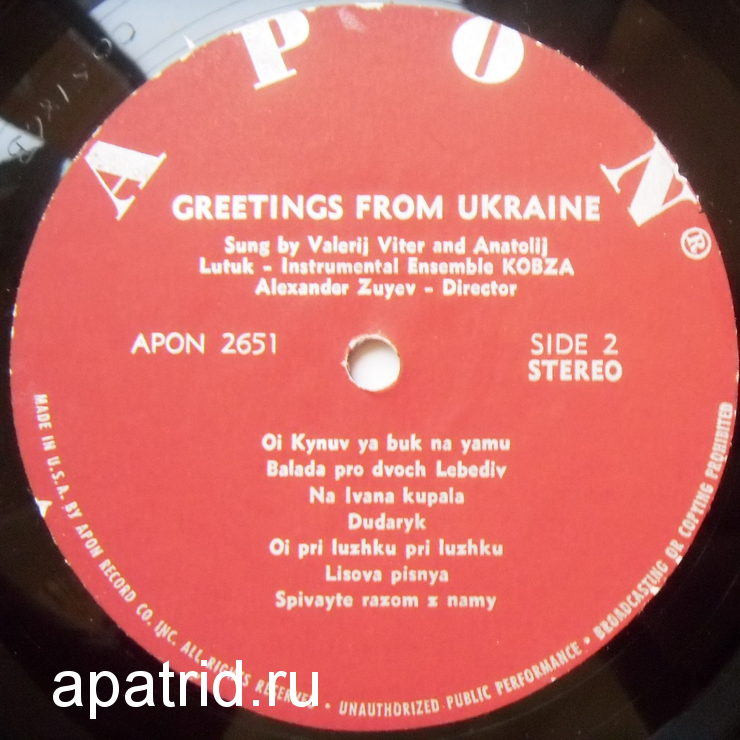 APON®
GREETINGS FROM UKRAINE
Sung by Valerij Viter and Anatolij
Lutuk - Instrumental Ensemble KOBZA
Alexander Zuyev - Director
APON 2651
SIDE 2
STEREO
Oi Kynuv ya buk na yamu
Balada pro dvoch Lebediv
Na Ivana kupala
Dudaryk
Oi pri luzhku pri luzhku
Lisova pisnya
Spivayte razom z namy
MADE IN U.S.A. BY APON RECORD CO. INC. ALL RIGHTS RESERVED • UNAUTHORIZED PUBLIC PERFORMANCE • BROADCASTING OR COPYING PROHIBITED
apatrid.ru